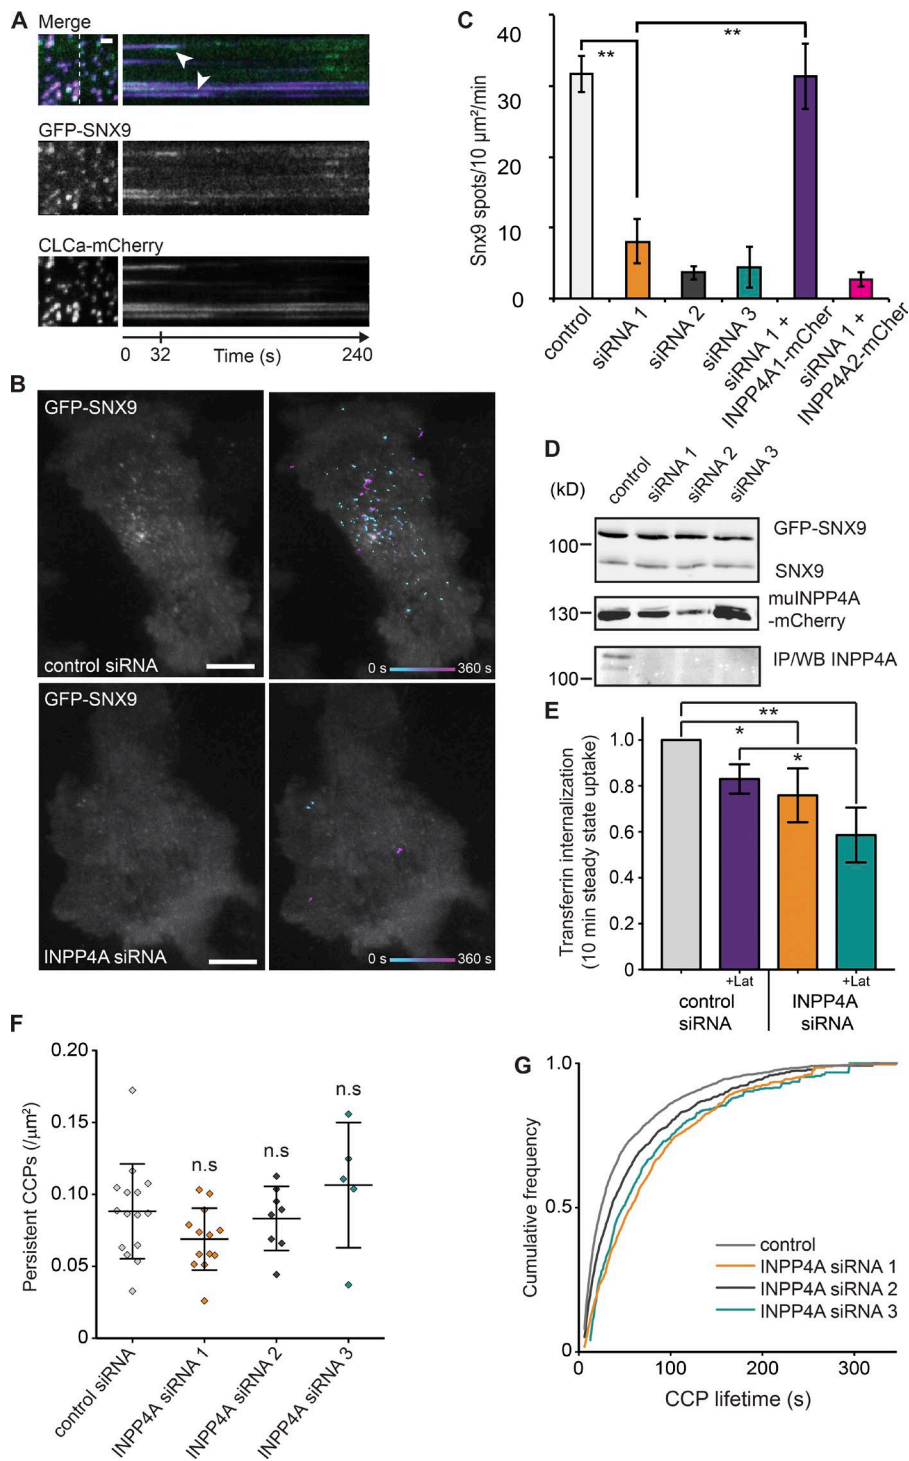 A
Merge
GFP-SNX9
CLCa-mCherry
0 32 Time (s) 240
B
GFP-SNX9
control siRNA
0 s 360 s
GFP-SNX9
INPP4A siRNA
0 s 360 s
C
Snx9 spots/10 µm²/min
40
30
20
10
0
**
**
control
siRNA 1
siRNA 2
siRNA 3
siRNA 1 +
INPP4A1-mCher
siRNA 1 +
INPP4A2-mCher
D
(kD)
control
siRNA 1
siRNA 2
siRNA 3
100
GFP-SNX9
SNX9
130
muINPP4A
-mCherry
100
IP/WB INPP4A
E
Transferrin internalization
(10 min steady state uptake)
1.0
0.8
0.6
0.4
0.2
0
**
*
*
+Lat
+Lat
control
siRNA
INPP4A
siRNA
F
Persistent CCPs (/µm²)
0.20
0.15
0.10
0.05
0
n.s
n.s
n.s
control siRNA
INPP4A siRNA 1
INPP4A siRNA 2
INPP4A siRNA 3
G
Cumulative frequency
1.0
0.5
0
control
INPP4A siRNA 1
INPP4A siRNA 2
INPP4A siRNA 3
0 100 200 300
CCP lifetime (s)